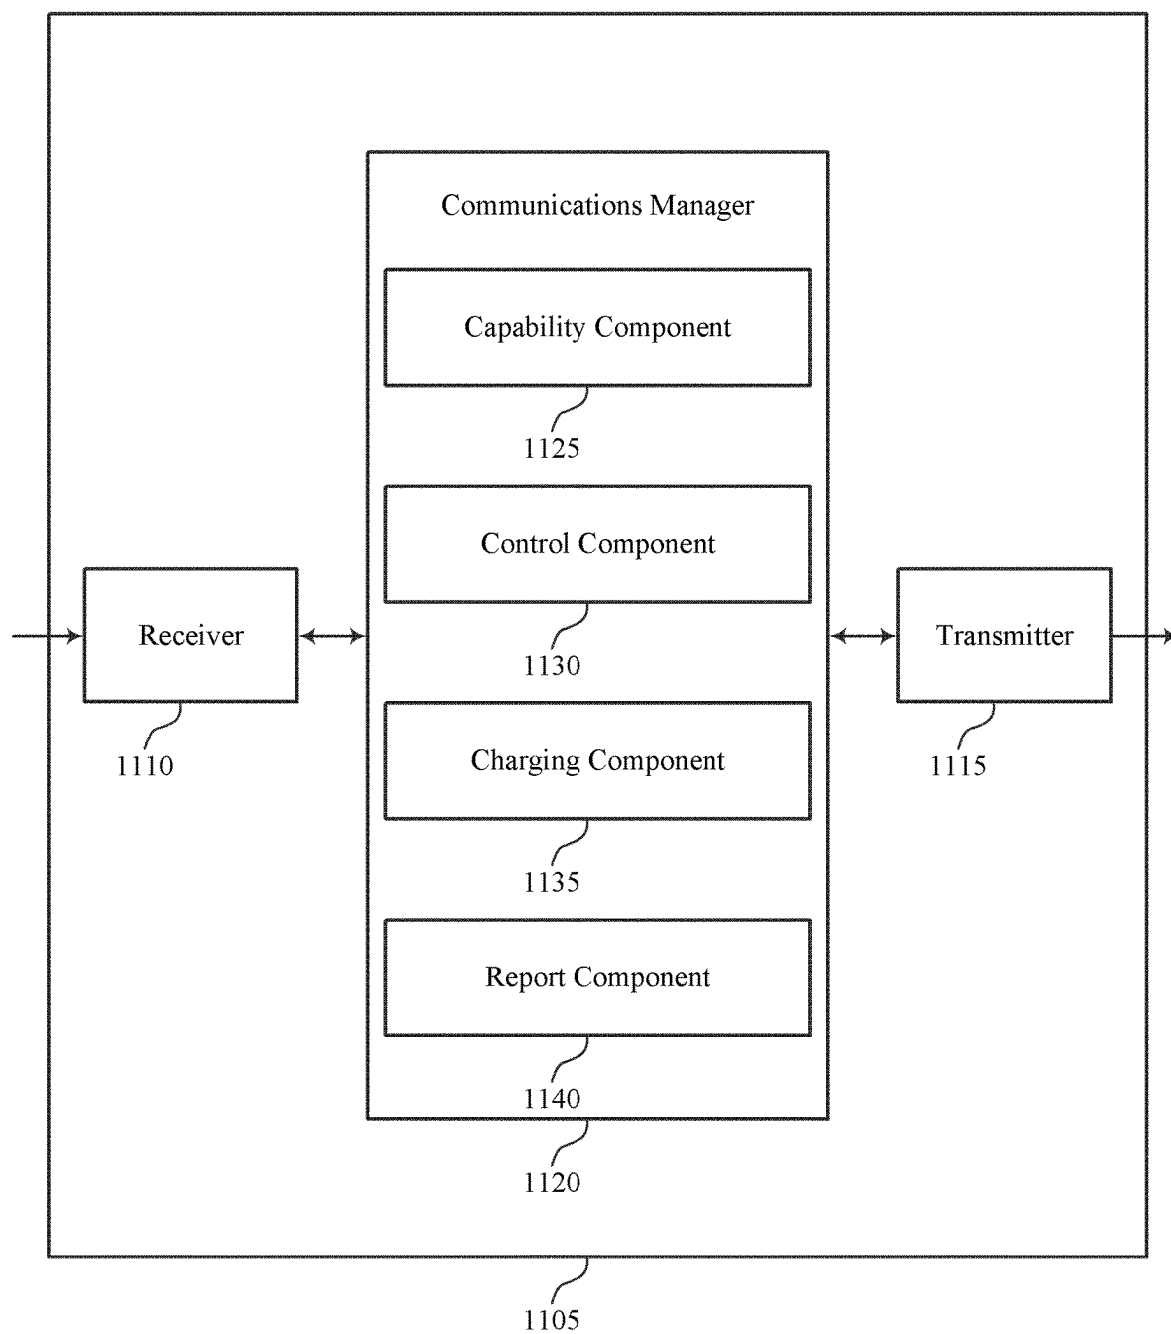 Communications Manager
Capability Component
1125
Control Component
1130
Receiver
1110
Transmitter
1115
Charging Component
1135
Report Component
1140
1120
1105